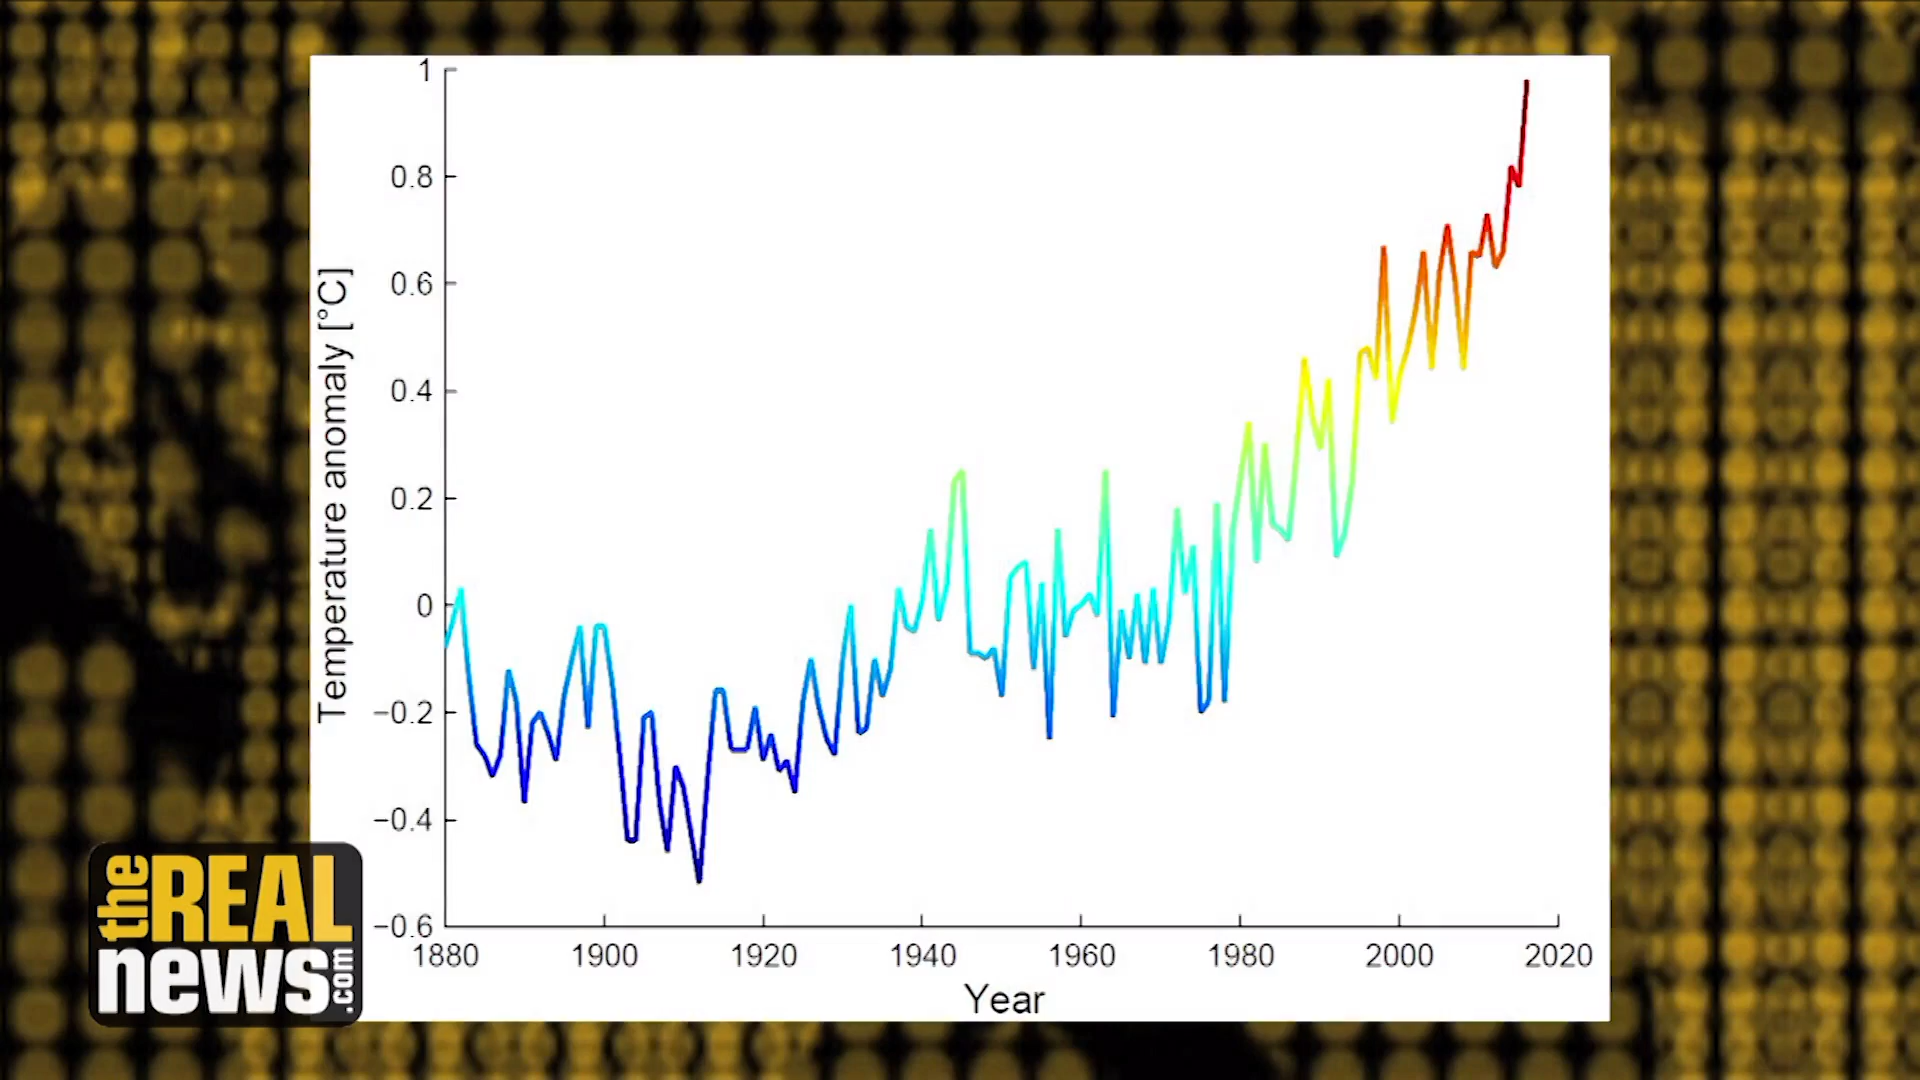 1
0.8
0.6
0.4
0.2
0
−0.2
−0.4
−0.6
Temperature anomaly [°C]
1880 1900 1920 1940 1960 1980 2000 2020
Year
the REAL
news.com